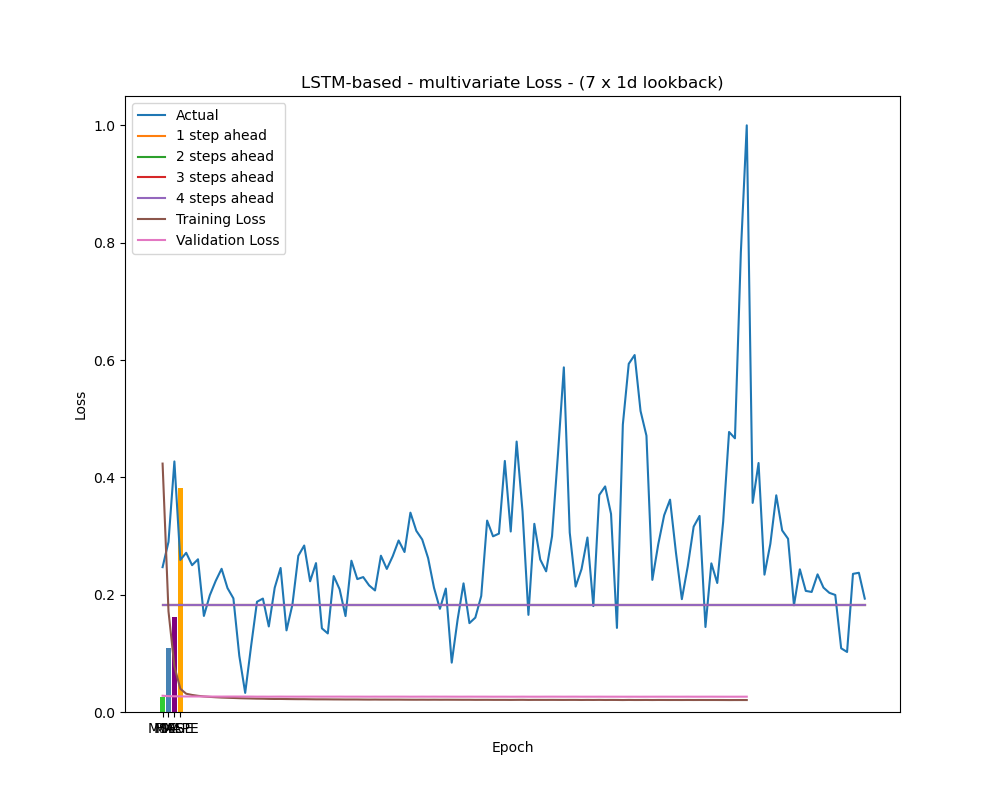 LSTM-based - multivariate Loss - (7 x 1d lookback)
Actual
1 step ahead
2 steps ahead
3 steps ahead
4 steps ahead
Training Loss
Validation Loss
1.0
0.8
0.6
0.4
0.2
0.0
Loss
Epoch